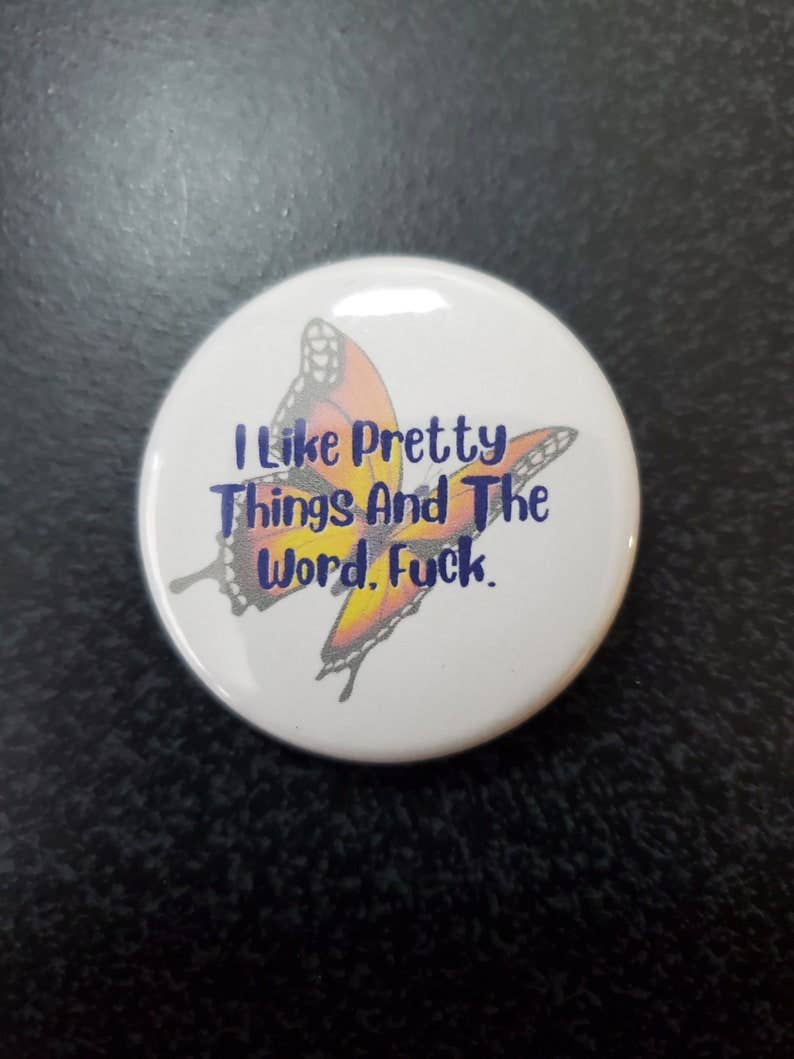 I Like Pretty
Things And The
Word, Fuck.